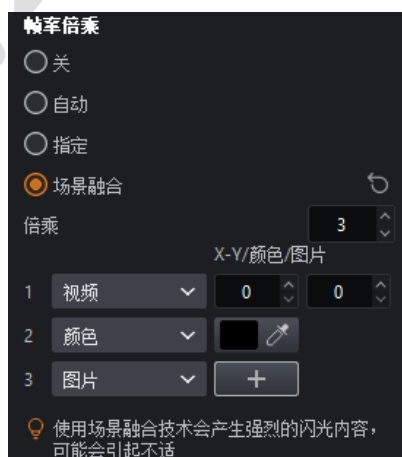 帧率倍乘
关
自动
指定
场景融合
倍乘 3
X-Y/颜色/图片
1 视频 0 0
2 颜色
3 图片 +
使用场景融合技术会产生强烈的闪光内容，
可能会引起不适